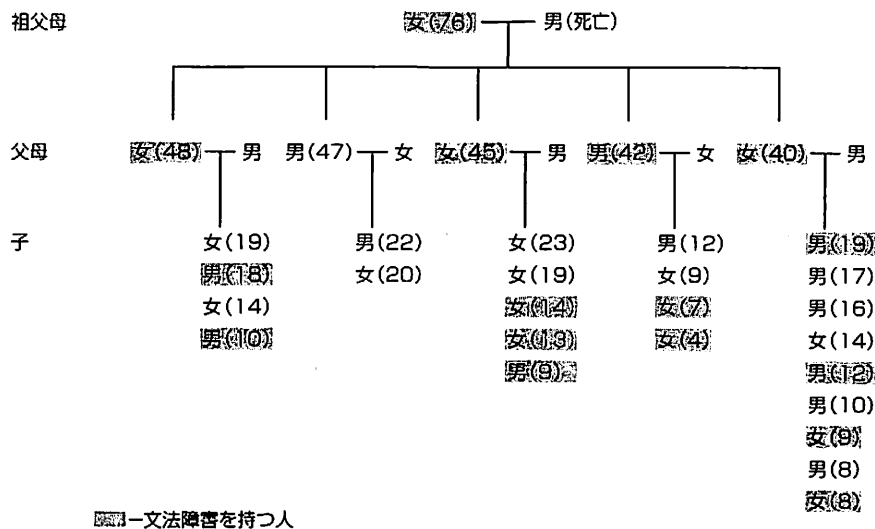 祖父母 女(76) 男(死亡)
父母 女(48) 男 男(47) 女 女(45) 男 男(42) 女 女(40) 男
子 女(19) 男(22) 女(23) 男(12) 男(19)
男(18) 女(20) 女(19) 女(9) 男(17)
女(14) 女(14) 女(7) 男(16)
男(10) 女(13) 女(4) 女(14)
男(9) 男(12)
男(10)
女(9)
男(8)
女(8)
—文法障害を持つ人